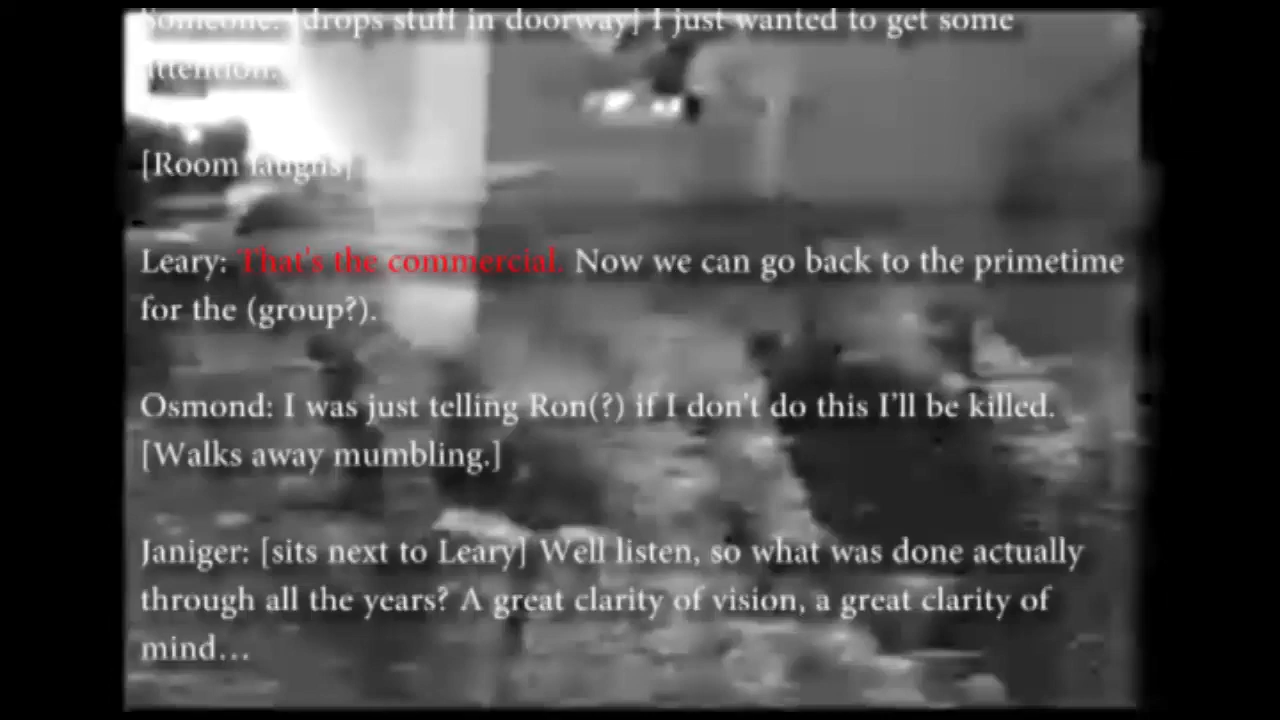 Someone: [drops stuff in doorway] I just wanted to get some
attention.
[Room laughs]
Leary: That's the commercial. Now we can go back to the primetime
for the (group?).
Osmond: I was just telling Ron(?) if I don't do this I'll be killed.
[Walks away mumbling.]
Janiger: [sits next to Leary] Well listen, so what was done actually
through all the years? A great clarity of vision, a great clarity of
mind…